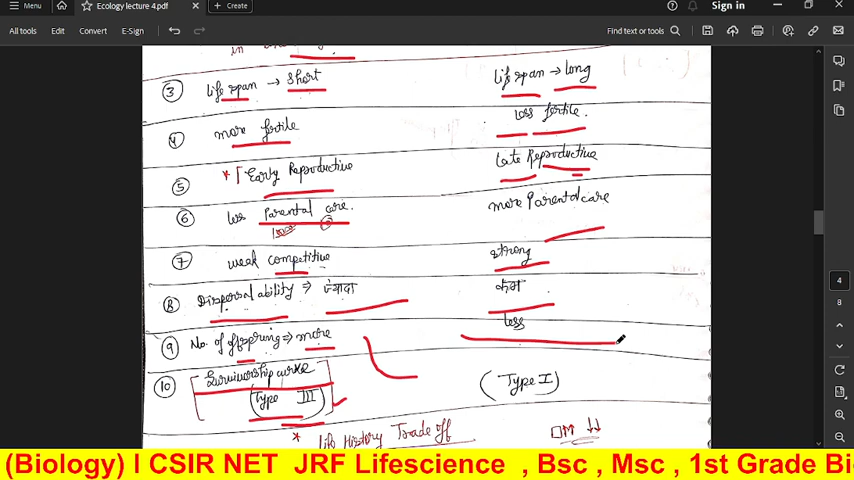 Menu
Ecology lecture 4.pdf
Create
Sign in
All tools Edit Convert E-Sign
Find text or tools
in
③ life span → short life span → long
④ more fertile less fertile.
⑤ * Early Reproductive Late Reproductive
⑥ less Parental care. more Parental care
⑦ weak competitive strong
⑧ Dispersal ability ⇒ ज्यादा कम
⑨ No. of offspring ⇒ more less
⑩ Survivorship curve
(Type III) (Type I)
* life History Trade off □↑↑ ↓↓
4
8
(Biology) l CSIR NET JRF Lifescience , Bsc , Msc , 1st Grade Bi